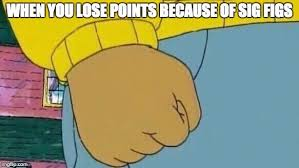 WHEN YOU LOSE POINTS BECAUSE OF SIG FIGS
imgflip.com